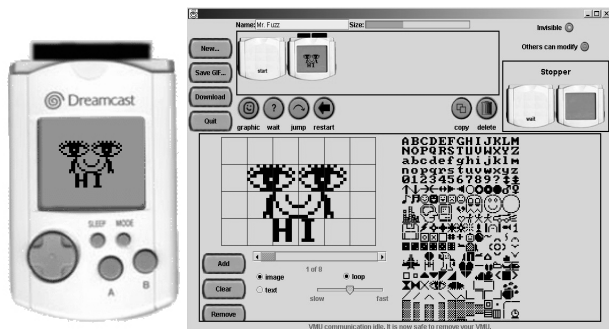 Dreamcast
HI
SLEEP MODE
A
B
Name: Mr. Fuzz
Size:
Invisible
Others can modify
New...
Save GIF...
Download
Quit
start
HI
graphic wait jump restart
copy delete
Stopper
wait
HI
ABCDEFGHIJKLM
NOPQRSTUVWXYZ
abcdefghijklm
nopqrstuvwxyz
0123456789?!
Add
Clear
Remove
1 of 8
image
text
loop
slow
fast
VMU communication idle. It is now safe to remove your VMU.